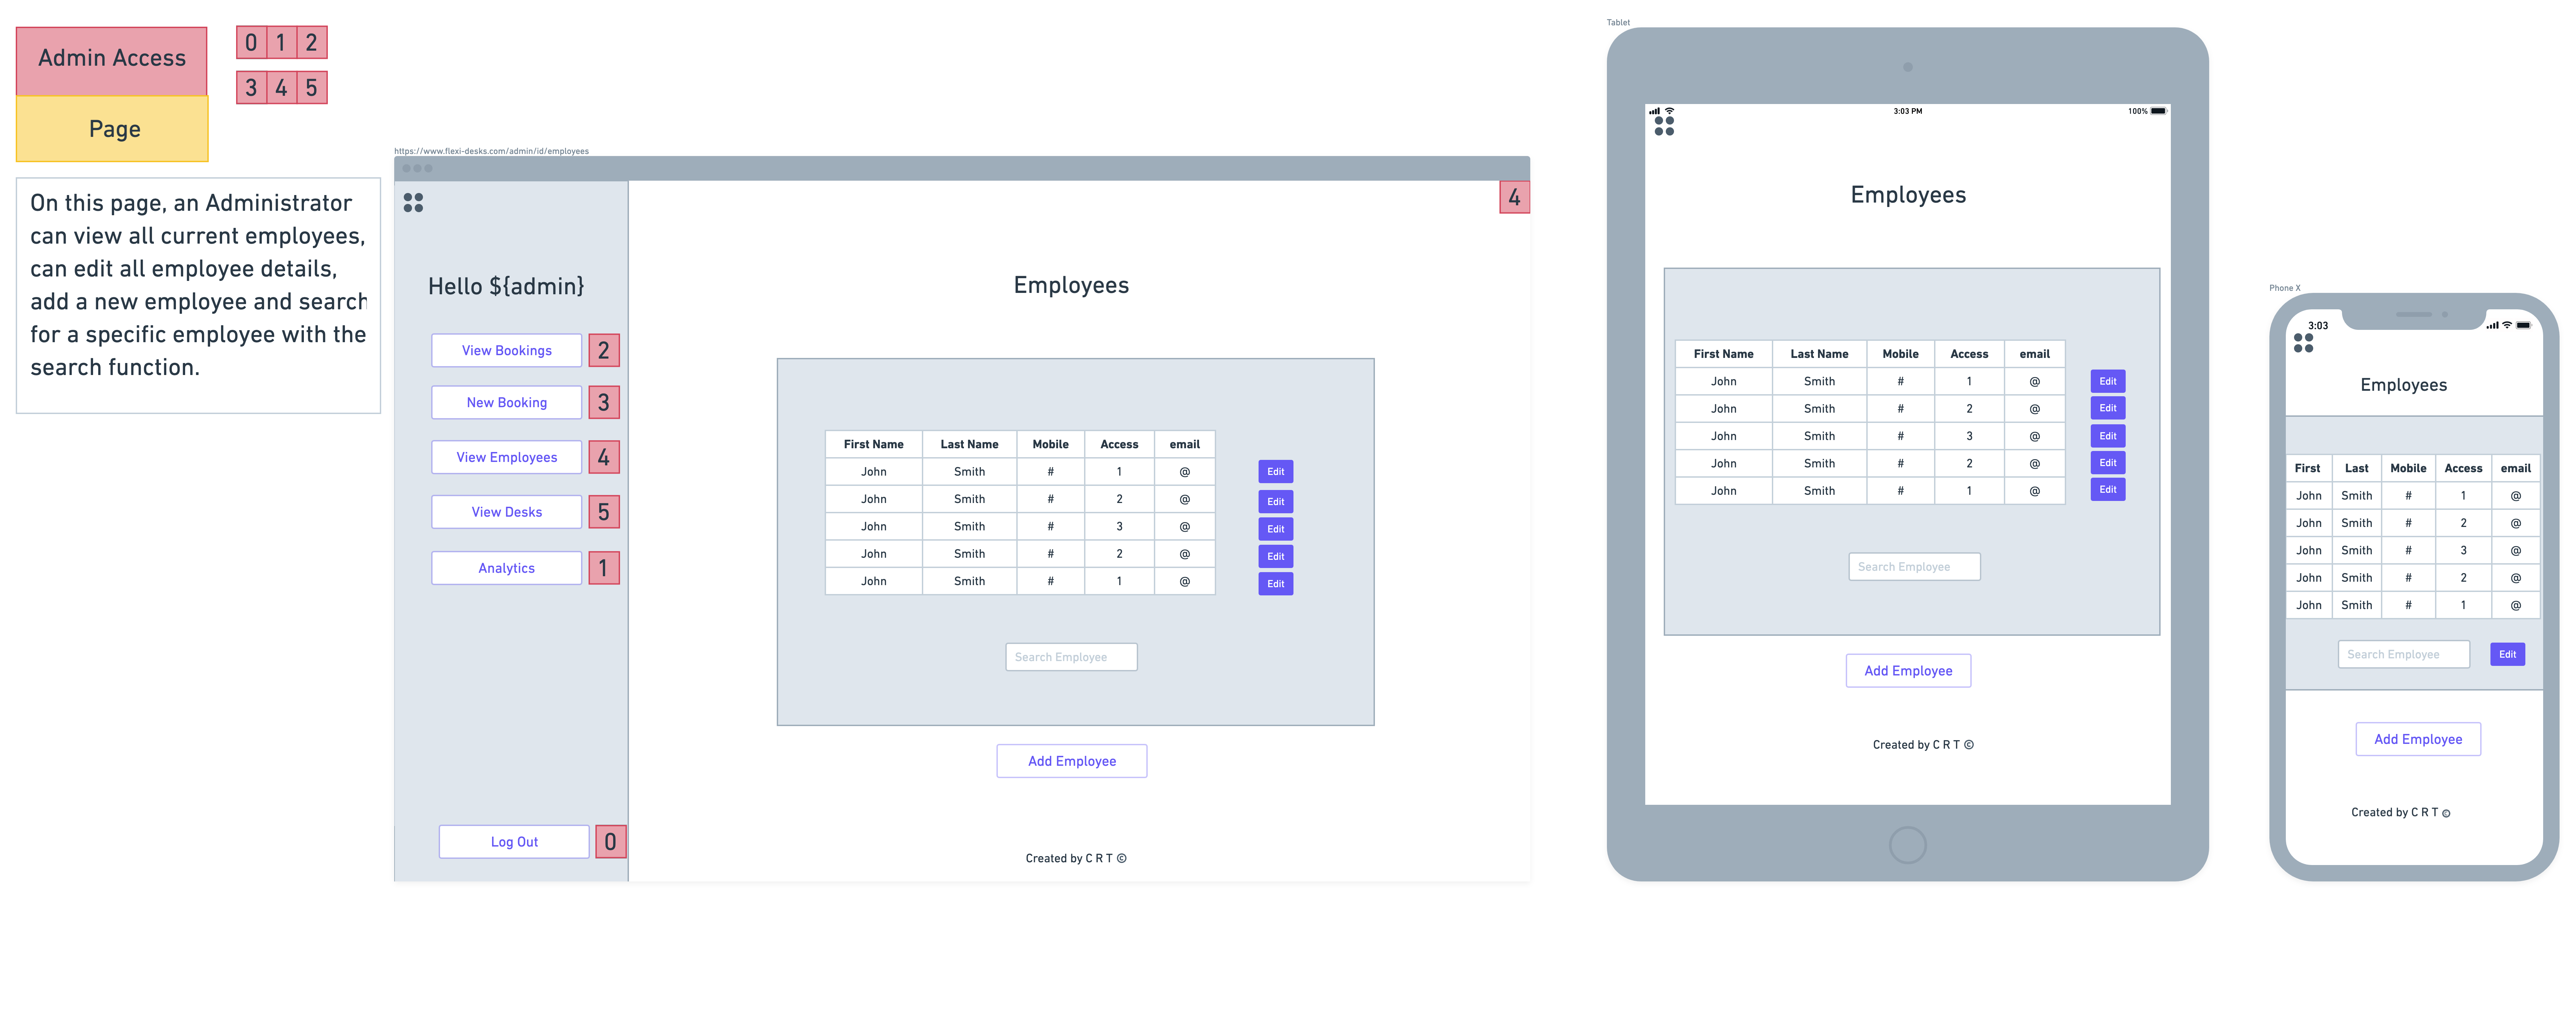 Admin Access
0 1 2
3 4 5
Page
On this page, an Administrator
can view all current employees,
can edit all employee details,
add a new employee and search
for a specific employee with the
search function.
https://www.flexi-desks.com/admin/id/employees
4
Hello ${admin}
View Bookings 2
New Booking 3
View Employees 4
View Desks 5
Analytics 1
Log Out 0
Employees
First Name Last Name Mobile Access email
John Smith # 1 @ Edit
John Smith # 2 @ Edit
John Smith # 3 @ Edit
John Smith # 2 @ Edit
John Smith # 1 @ Edit
Search Employee
Add Employee
Created by C R T ©
Tablet
3:03 PM 100%
Employees
First Name Last Name Mobile Access email
John Smith # 1 @ Edit
John Smith # 2 @ Edit
John Smith # 3 @ Edit
John Smith # 2 @ Edit
John Smith # 1 @ Edit
Search Employee
Add Employee
Created by C R T ©
Phone X
3:03
Employees
First Last Mobile Access email
John Smith # 1 @
John Smith # 2 @
John Smith # 3 @
John Smith # 2 @
John Smith # 1 @
Search Employee Edit
Add Employee
Created by C R T ©